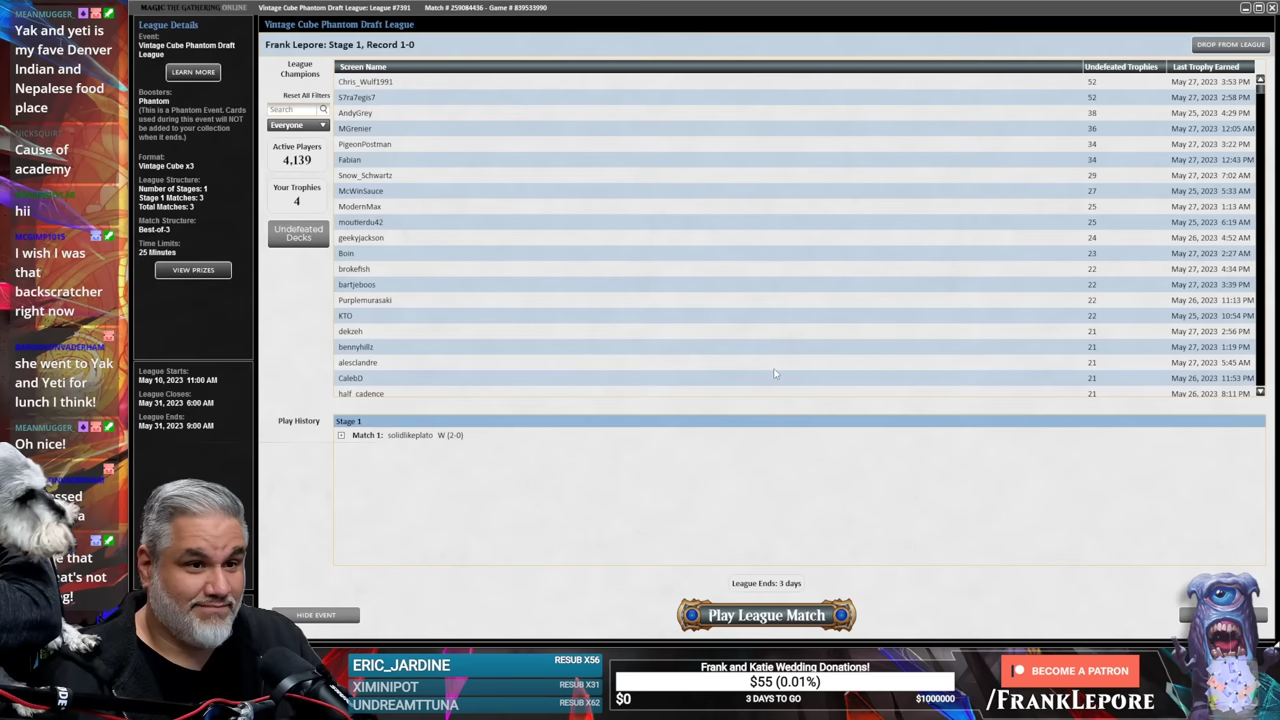 MAGIC THE GATHERING ONLINE
Vintage Cube Phantom Draft League: League #7391
Match # 259084436 - Game # 839533990
MEANMUGGER
Yak and yeti is
my fave Denver
Indian and
Nepalese food
place
Cause of
academy
hii
MCGIMP1015
I wish I was
that
backscratcher
right now
she went to Yak
and Yeti for
lunch I think!
MEANMUGGER
Oh nice!
League Details
Event:
Vintage Cube Phantom Draft
League
LEARN MORE
Boosters:
Phantom
(This is a Phantom Event. Cards
used during this event will NOT
be added to your collection
when it ends.)
Format:
Vintage Cube x3
League Structure:
Number of Stages: 1
Stage 1 Matches: 3
Total Matches: 3
Match Structure:
Best-of-3
Time Limits:
25 Minutes
VIEW PRIZES
League Starts:
May 10, 2023 11:00 AM
League Closes:
May 31, 2023 6:00 AM
League Ends:
May 31, 2023 9:00 AM
Vintage Cube Phantom Draft League
Frank Lepore: Stage 1, Record 1-0
DROP FROM LEAGUE
League
Champions
Reset All Filters
Search
Everyone
Active Players
4,139
Your Trophies
4
Undefeated
Decks
Screen Name Undefeated Trophies Last Trophy Earned
Chris_Wulf1991 52 May 27, 2023 3:53 PM
S7ra7egis7 52 May 27, 2023 2:58 PM
AndyGrey 38 May 25, 2023 4:29 PM
MGrenier 36 May 27, 2023 12:05 AM
PigeonPostman 34 May 27, 2023 3:22 PM
Fabian 34 May 27, 2023 12:43 PM
Snow_Schwartz 29 May 27, 2023 7:02 AM
McWinSauce 27 May 25, 2023 5:33 AM
ModernMax 25 May 27, 2023 1:13 AM
moutierdu42 25 May 25, 2023 6:19 AM
geekyjackson 24 May 26, 2023 4:52 AM
Boin 23 May 27, 2023 2:27 AM
brokefish 22 May 27, 2023 4:34 PM
bartjeboos 22 May 27, 2023 3:39 PM
Purplemurasaki 22 May 26, 2023 11:13 PM
KTO 22 May 25, 2023 10:54 PM
dekzeh 21 May 27, 2023 2:56 PM
bennyhillz 21 May 27, 2023 1:19 PM
alesclandre 21 May 27, 2023 5:45 AM
CalebD 21 May 26, 2023 11:53 PM
half_cadence 21 May 26, 2023 8:11 PM
Play History
Stage 1
Match 1: solidlikeplato W (2-0)
League Ends: 3 days
HIDE EVENT
Play League Match
ERIC_JARDINE RESUB X56
XIMINIPOT RESUB X31
UNDREAMTTUNA RESUB X62
Frank and Katie Wedding Donations!
$55 (0.01%)
$0 3 DAYS TO GO $1000000
BECOME A PATRON
/FRANKLEPORE